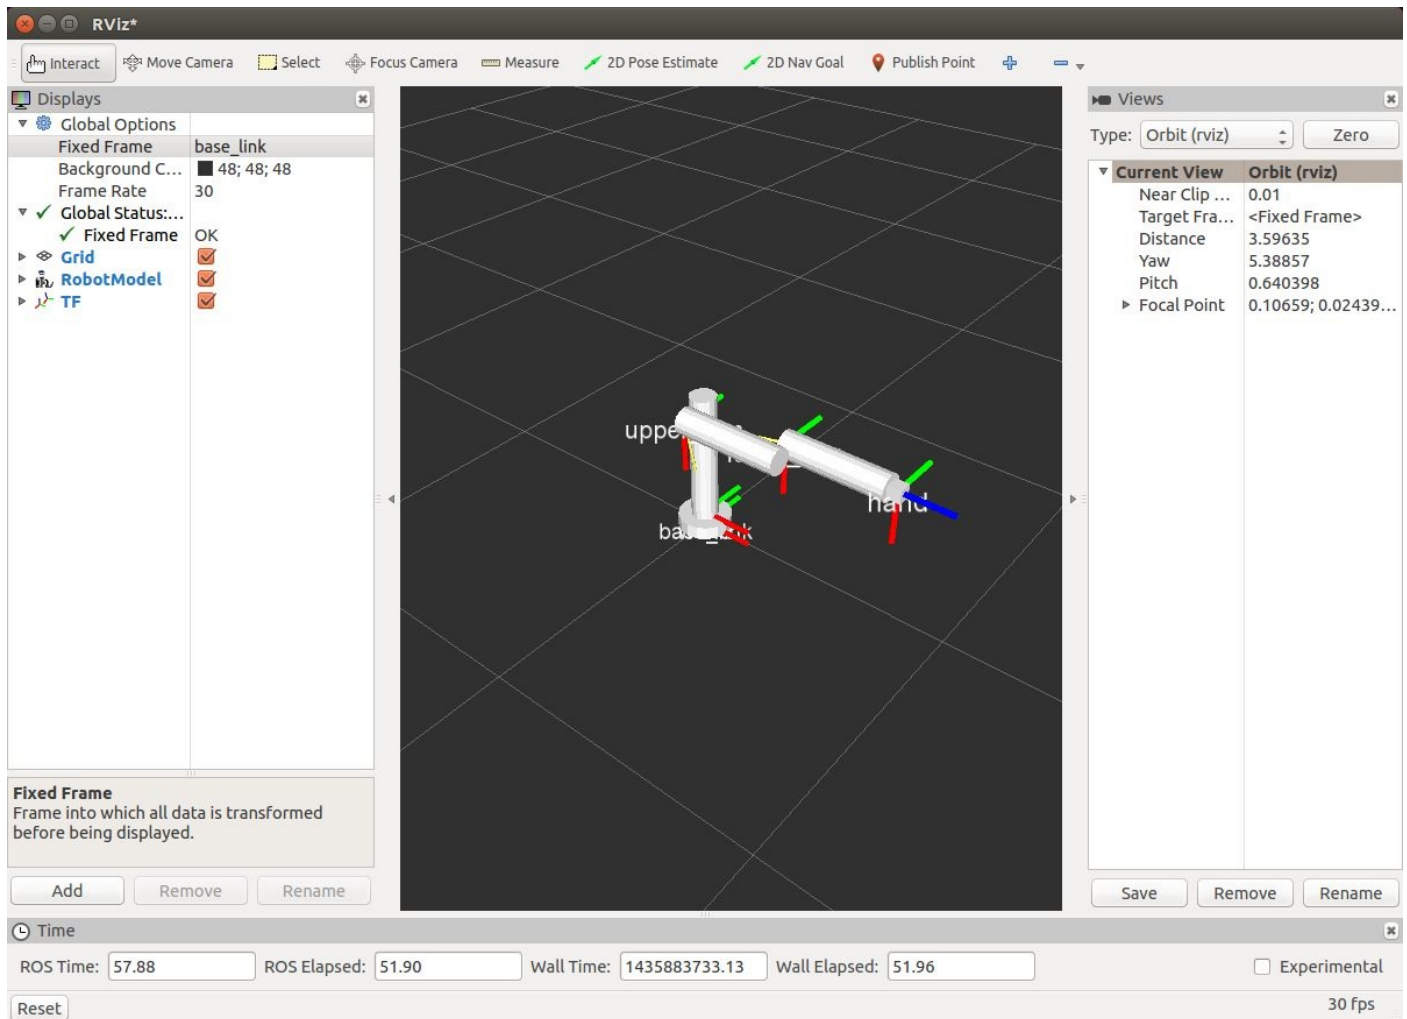 RViz*
Interact Move Camera Select Focus Camera Measure 2D Pose Estimate 2D Nav Goal Publish Point
Displays
Global Options
Fixed Frame base_link
Background C... 48; 48; 48
Frame Rate 30
Global Status:...
Fixed Frame OK
Grid
RobotModel
TF
Fixed Frame
Frame into which all data is transformed
before being displayed.
Add Remove Rename
hand
Views
Type: Orbit (rviz) Zero
Current View Orbit (rviz)
Near Clip ... 0.01
Target Fra... <Fixed Frame>
Distance 3.59635
Yaw 5.38857
Pitch 0.640398
Focal Point 0.10659; 0.02439...
Save Remove Rename
Time
ROS Time: 57.88 ROS Elapsed: 51.90 Wall Time: 1435883733.13 Wall Elapsed: 51.96 Experimental
Reset 30 fps